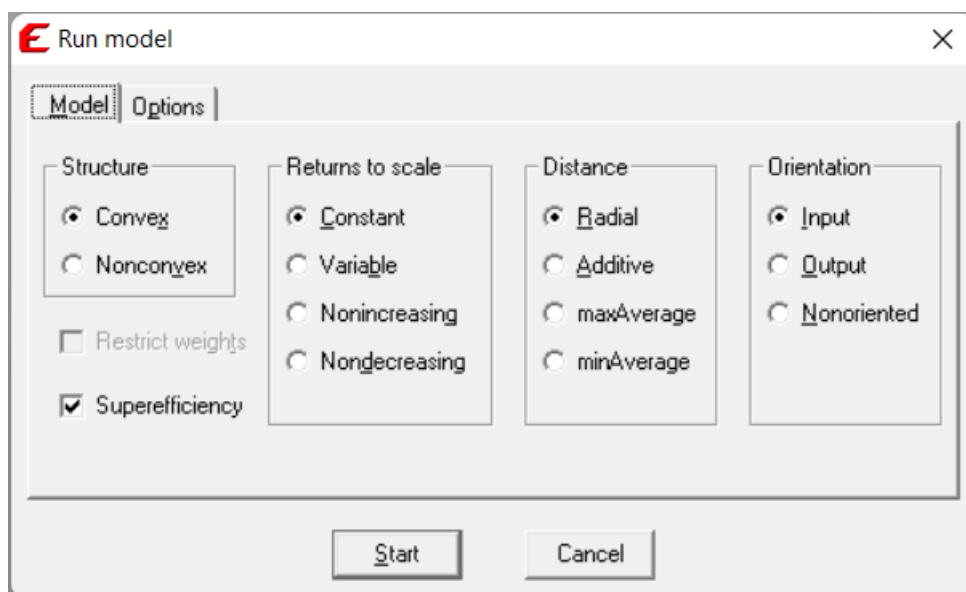 Run model
Model Options
Structure
Convex
Nonconvex
Restrict weights
Superefficiency
Returns to scale
Constant
Variable
Nonincreasing
Nondecreasing
Distance
Radial
Additive
maxAverage
minAverage
Orientation
Input
Output
Nonoriented
Start Cancel